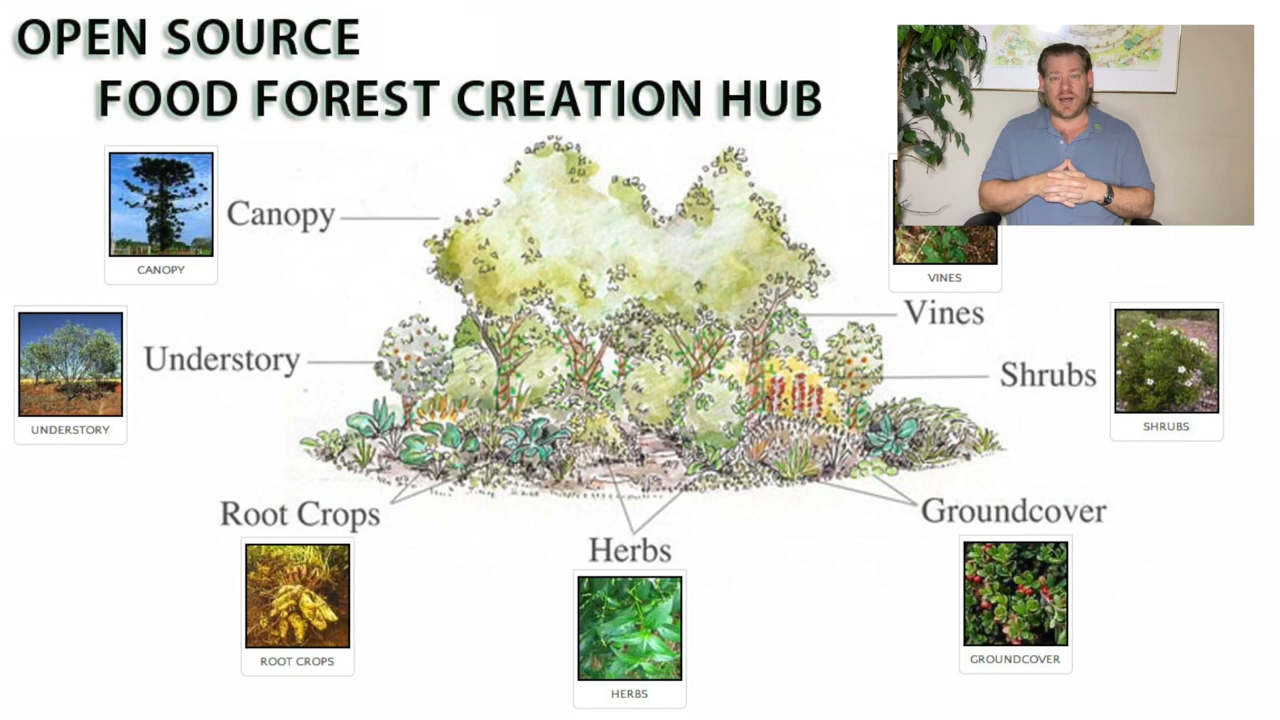 OPEN SOURCE
FOOD FOREST CREATION HUB
Canopy
CANOPY
VINES
Vines
Understory
UNDERSTORY
Shrubs
SHRUBS
Root Crops
ROOT CROPS
Herbs
HERBS
Groundcover
GROUNDCOVER